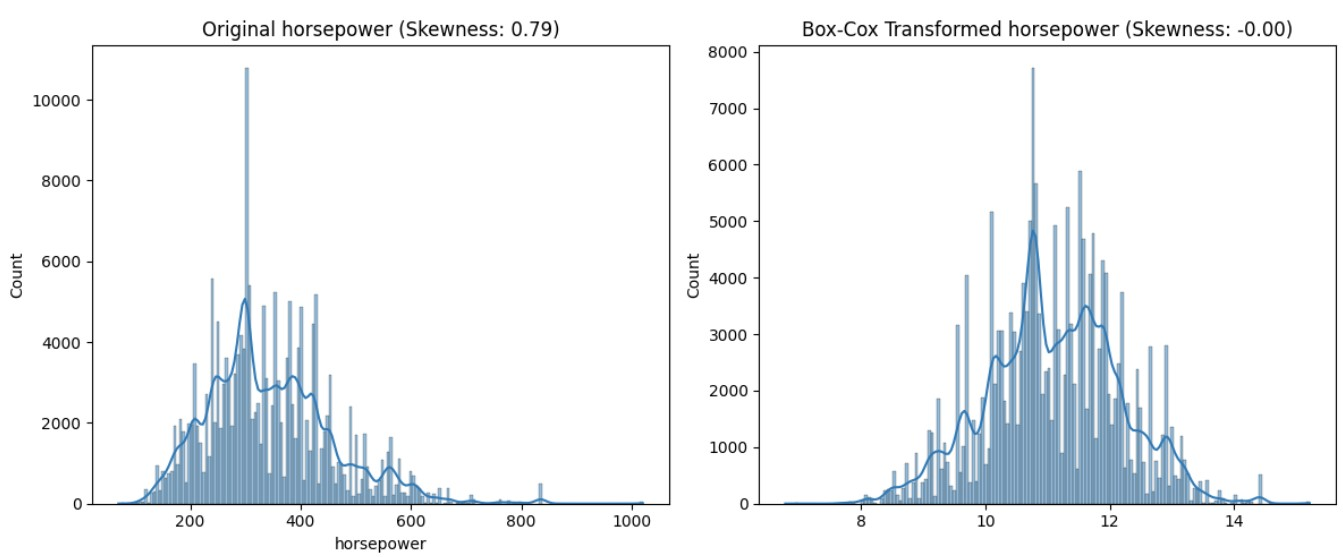 Original horsepower (Skewness: 0.79)
Count
10000
8000
6000
4000
2000
0
200 400 600 800 1000
horsepower
Box-Cox Transformed horsepower (Skewness: -0.00)
Count
8000
7000
6000
5000
4000
3000
2000
1000
0
8 10 12 14